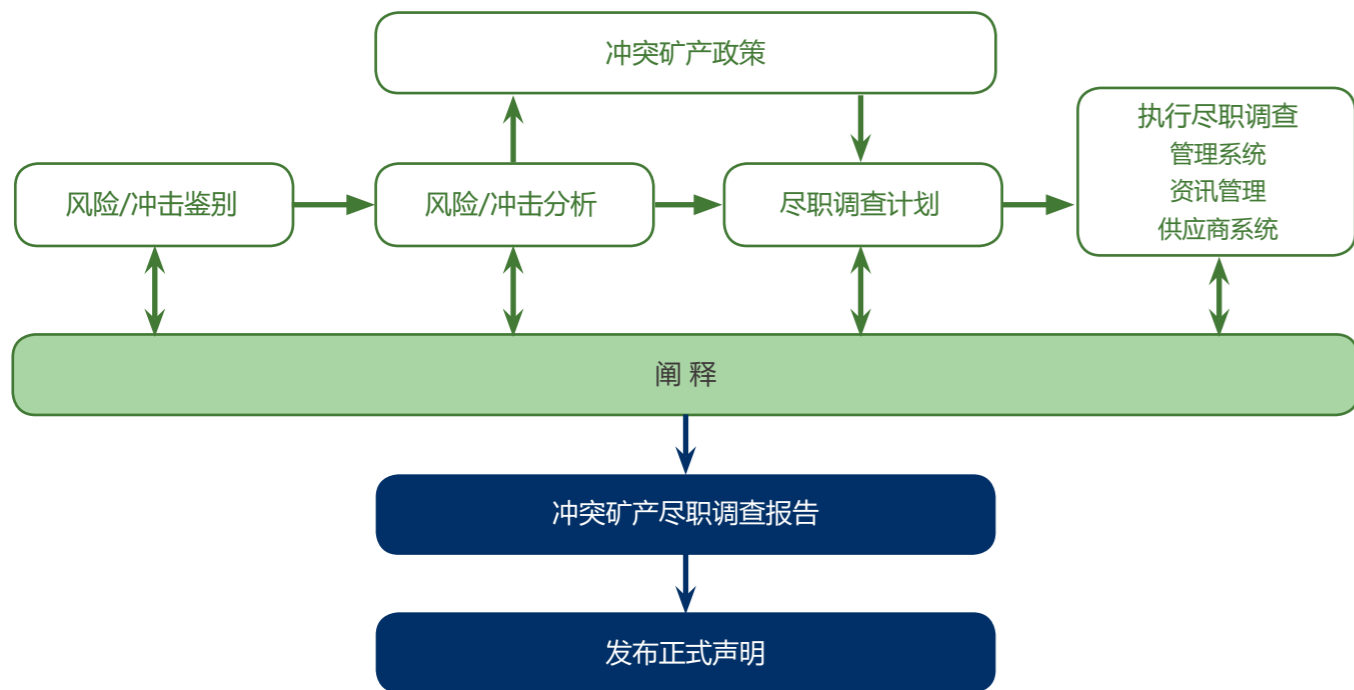 冲突矿产政策
风险/冲击鉴别
风险/冲击分析
尽职调查计划
执行尽职调查
管理系统
资讯管理
供应商系统
阐 释
冲突矿产尽职调查报告
发布正式声明